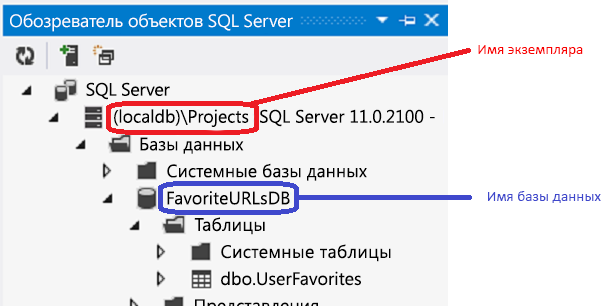 Обозреватель объектов SQL Server
Имя экземпляра
SQL Server
(localdb)\Projects SQL Server 11.0.2100 -
Базы данных
Системные базы данных
FavoriteURLsDB
Имя базы данных
Таблицы
Системные таблицы
dbo.UserFavorites
Представления